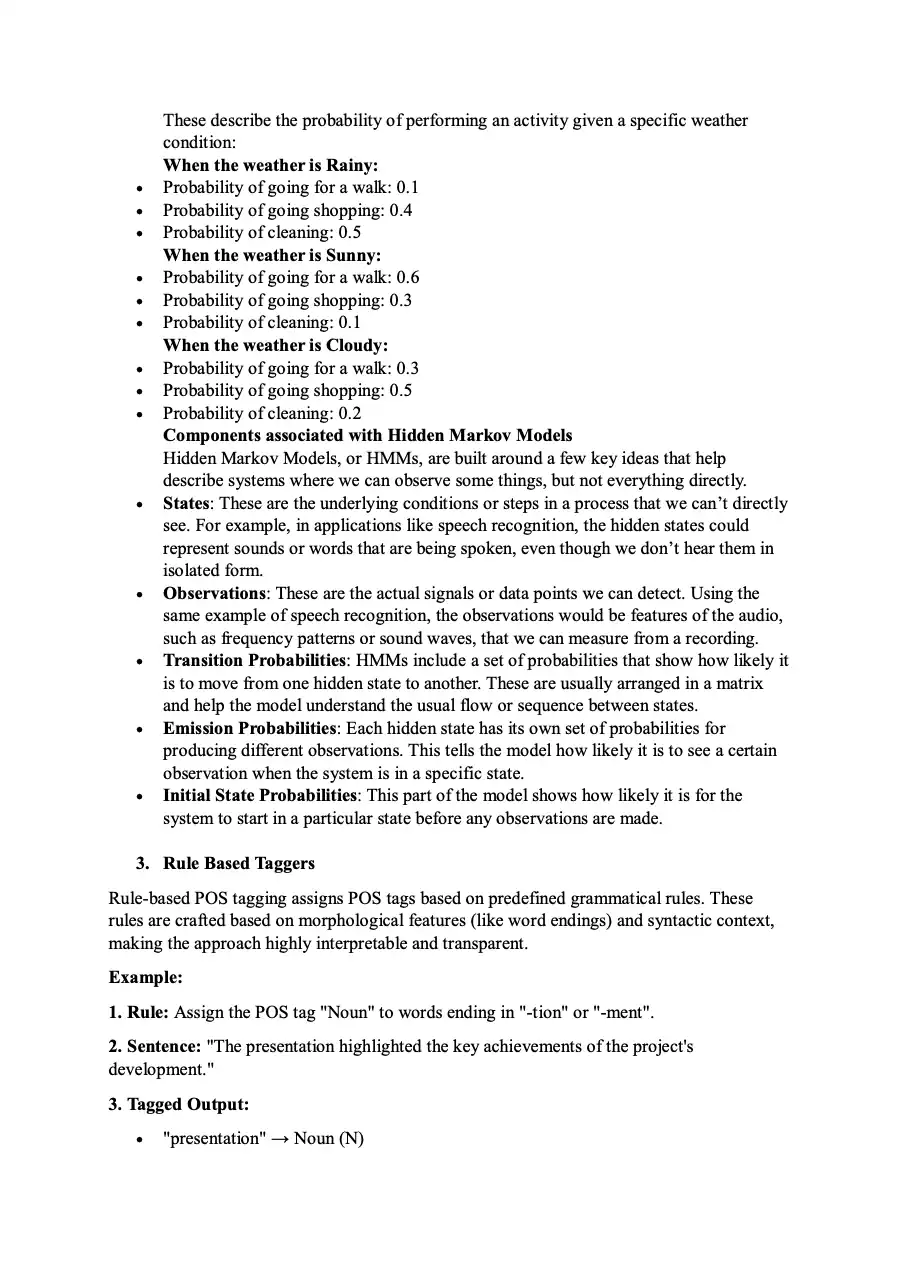 These describe the probability of performing an activity given a specific weather
condition:
When the weather is Rainy:
• Probability of going for a walk: 0.1
• Probability of going shopping: 0.4
• Probability of cleaning: 0.5
When the weather is Sunny:
• Probability of going for a walk: 0.6
• Probability of going shopping: 0.3
• Probability of cleaning: 0.1
When the weather is Cloudy:
• Probability of going for a walk: 0.3
• Probability of going shopping: 0.5
• Probability of cleaning: 0.2
Components associated with Hidden Markov Models
Hidden Markov Models, or HMMs, are built around a few key ideas that help
describe systems where we can observe some things, but not everything directly.
• States: These are the underlying conditions or steps in a process that we can’t directly
see. For example, in applications like speech recognition, the hidden states could
represent sounds or words that are being spoken, even though we don’t hear them in
isolated form.
• Observations: These are the actual signals or data points we can detect. Using the
same example of speech recognition, the observations would be features of the audio,
such as frequency patterns or sound waves, that we can measure from a recording.
• Transition Probabilities: HMMs include a set of probabilities that show how likely it
is to move from one hidden state to another. These are usually arranged in a matrix
and help the model understand the usual flow or sequence between states.
• Emission Probabilities: Each hidden state has its own set of probabilities for
producing different observations. This tells the model how likely it is to see a certain
observation when the system is in a specific state.
• Initial State Probabilities: This part of the model shows how likely it is for the
system to start in a particular state before any observations are made.
3. Rule Based Taggers
Rule-based POS tagging assigns POS tags based on predefined grammatical rules. These
rules are crafted based on morphological features (like word endings) and syntactic context,
making the approach highly interpretable and transparent.
Example:
1. Rule: Assign the POS tag "Noun" to words ending in "-tion" or "-ment".
2. Sentence: "The presentation highlighted the key achievements of the project's
development."
3. Tagged Output:
• "presentation" → Noun (N)